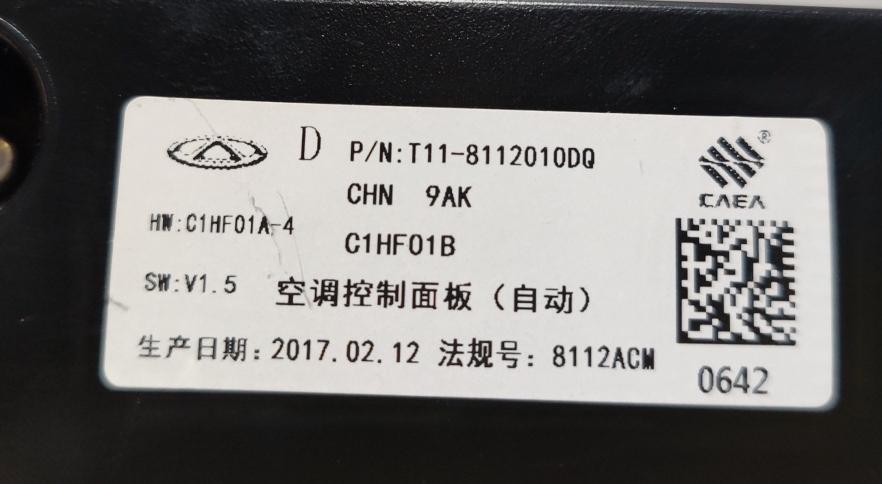 D P/N:T11-8112010DQ
CHN 9AK
HW:C1HF01A-4
C1HF01B
SW:V1.5 空调控制面板（自动）
生产日期：2017.02.12 法规号：8112ACM
®
CAEA
0642